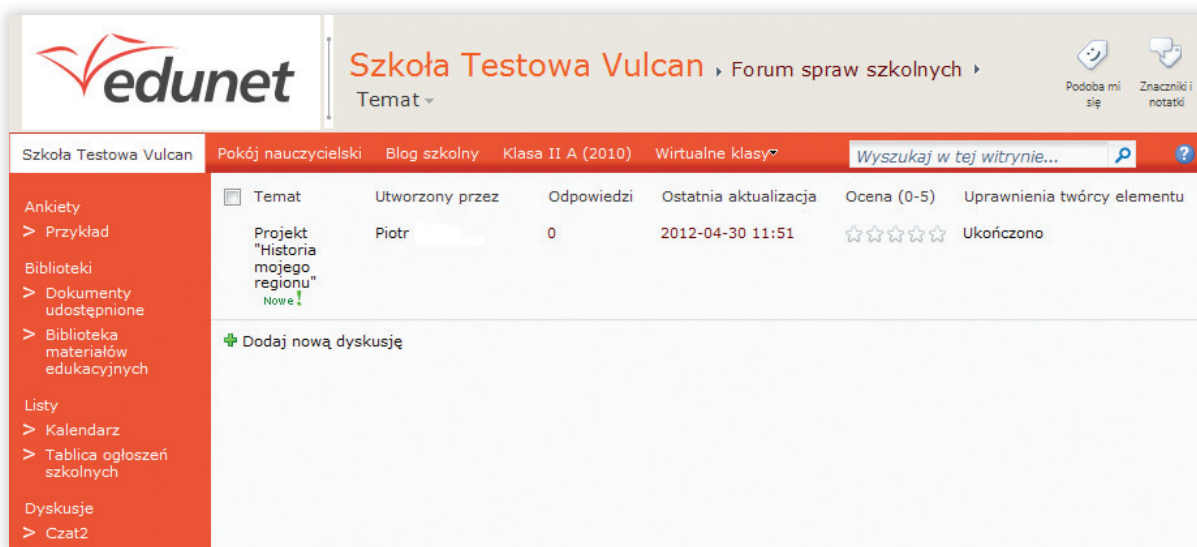 edunet
Szkoła Testowa Vulcan ▸ Forum spraw szkolnych ▸
Temat
Podoba mi
się
Znaczniki i
notatki
Szkoła Testowa Vulcan
Pokój nauczycielski
Blog szkolny
Klasa II A (2010)
Wirtualne klasy
Wyszukaj w tej witrynie...
?
Ankiety
> Przykład
Biblioteki
> Dokumenty
udostępnione
> Biblioteka
materiałów
edukacyjnych
Listy
> Kalendarz
> Tablica ogłoszeń
szkolnych
Dyskusje
> Czat2
Temat Utworzony przez Odpowiedzi Ostatnia aktualizacja Ocena (0-5) Uprawnienia twórcy elementu
Projekt Piotr 0 2012-04-30 11:51 Ukończono
"Historia
mojego
regionu"
Nowe!
Dodaj nową dyskusję